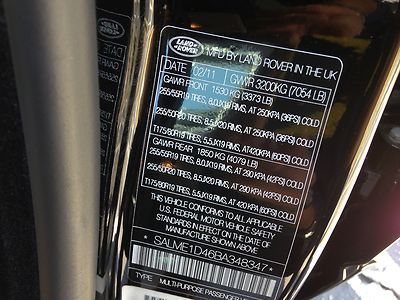 LAND ROVER MFD BY LAND ROVER IN THE UK
DATE 02/11 GWVR 3200KG (7054 LB)
GAWR FRONT 1530 KG (3373 LB)
255/55R19 TIRES, 8.0JX19 RIMS, AT 250KPA (36PSI) COLD
255/50R20 TIRES, 8.5JX20 RIMS, AT 250KPA (36PSI) COLD
T175/80R19 TIRES, 5.5JX19 RIMS, AT420KPA (60PSI) COLD
GAWR REAR 1850 KG (4079 LB)
255/55R19 TIRES, 8.0JX19 RIMS, AT 290 KPA (42PSI) COLD
255/50R20 TIRES, 8.5JX20 RIMS, AT 290 KPA (42PSI) COLD
T175/80R19 TIRES, 5.5JX19 RIMS, AT 420 KPA (60PSI) COLD
THIS VEHICLE CONFORMS TO ALL APPLICABLE
U.S. FEDERAL MOTOR VEHICLE SAFETY
STANDARDS IN EFFECT ON DATE OF
MANUFACTURE SHOWN ABOVE.
SALME1D46BA348347
TYPE MULTI-PURPOSE PASSENGER